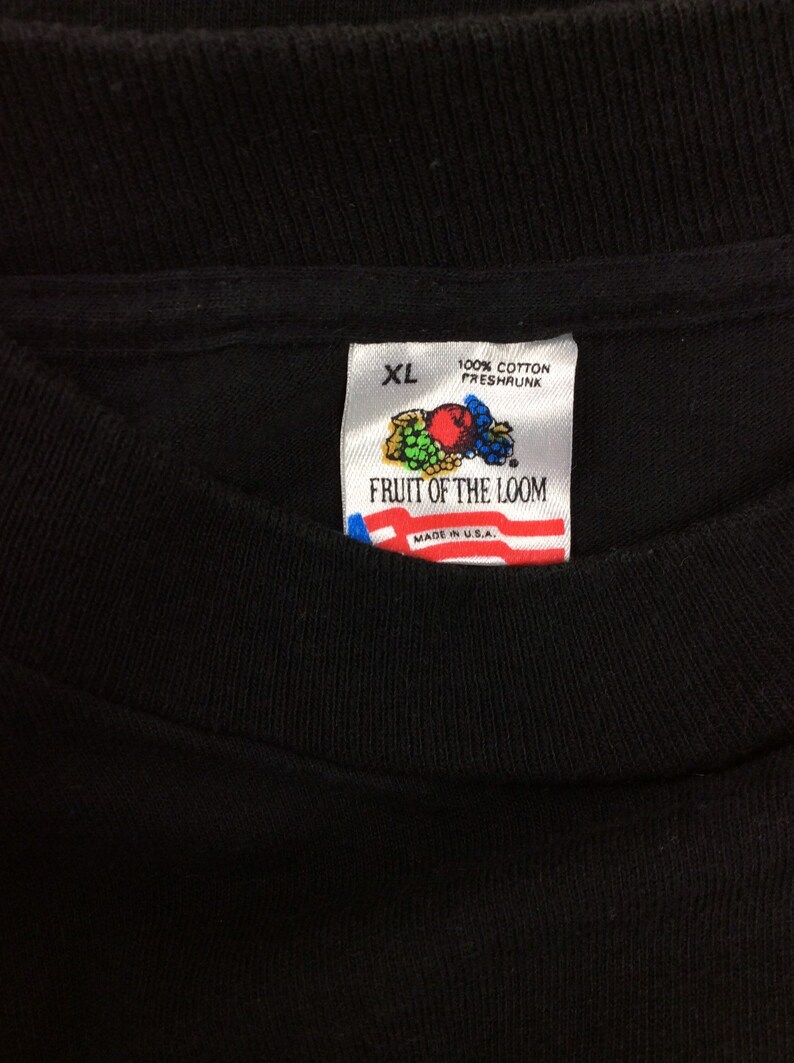 XL
100% COTTON
PRESHRUNK
FRUIT OF THE LOOM
MADE IN U.S.A.